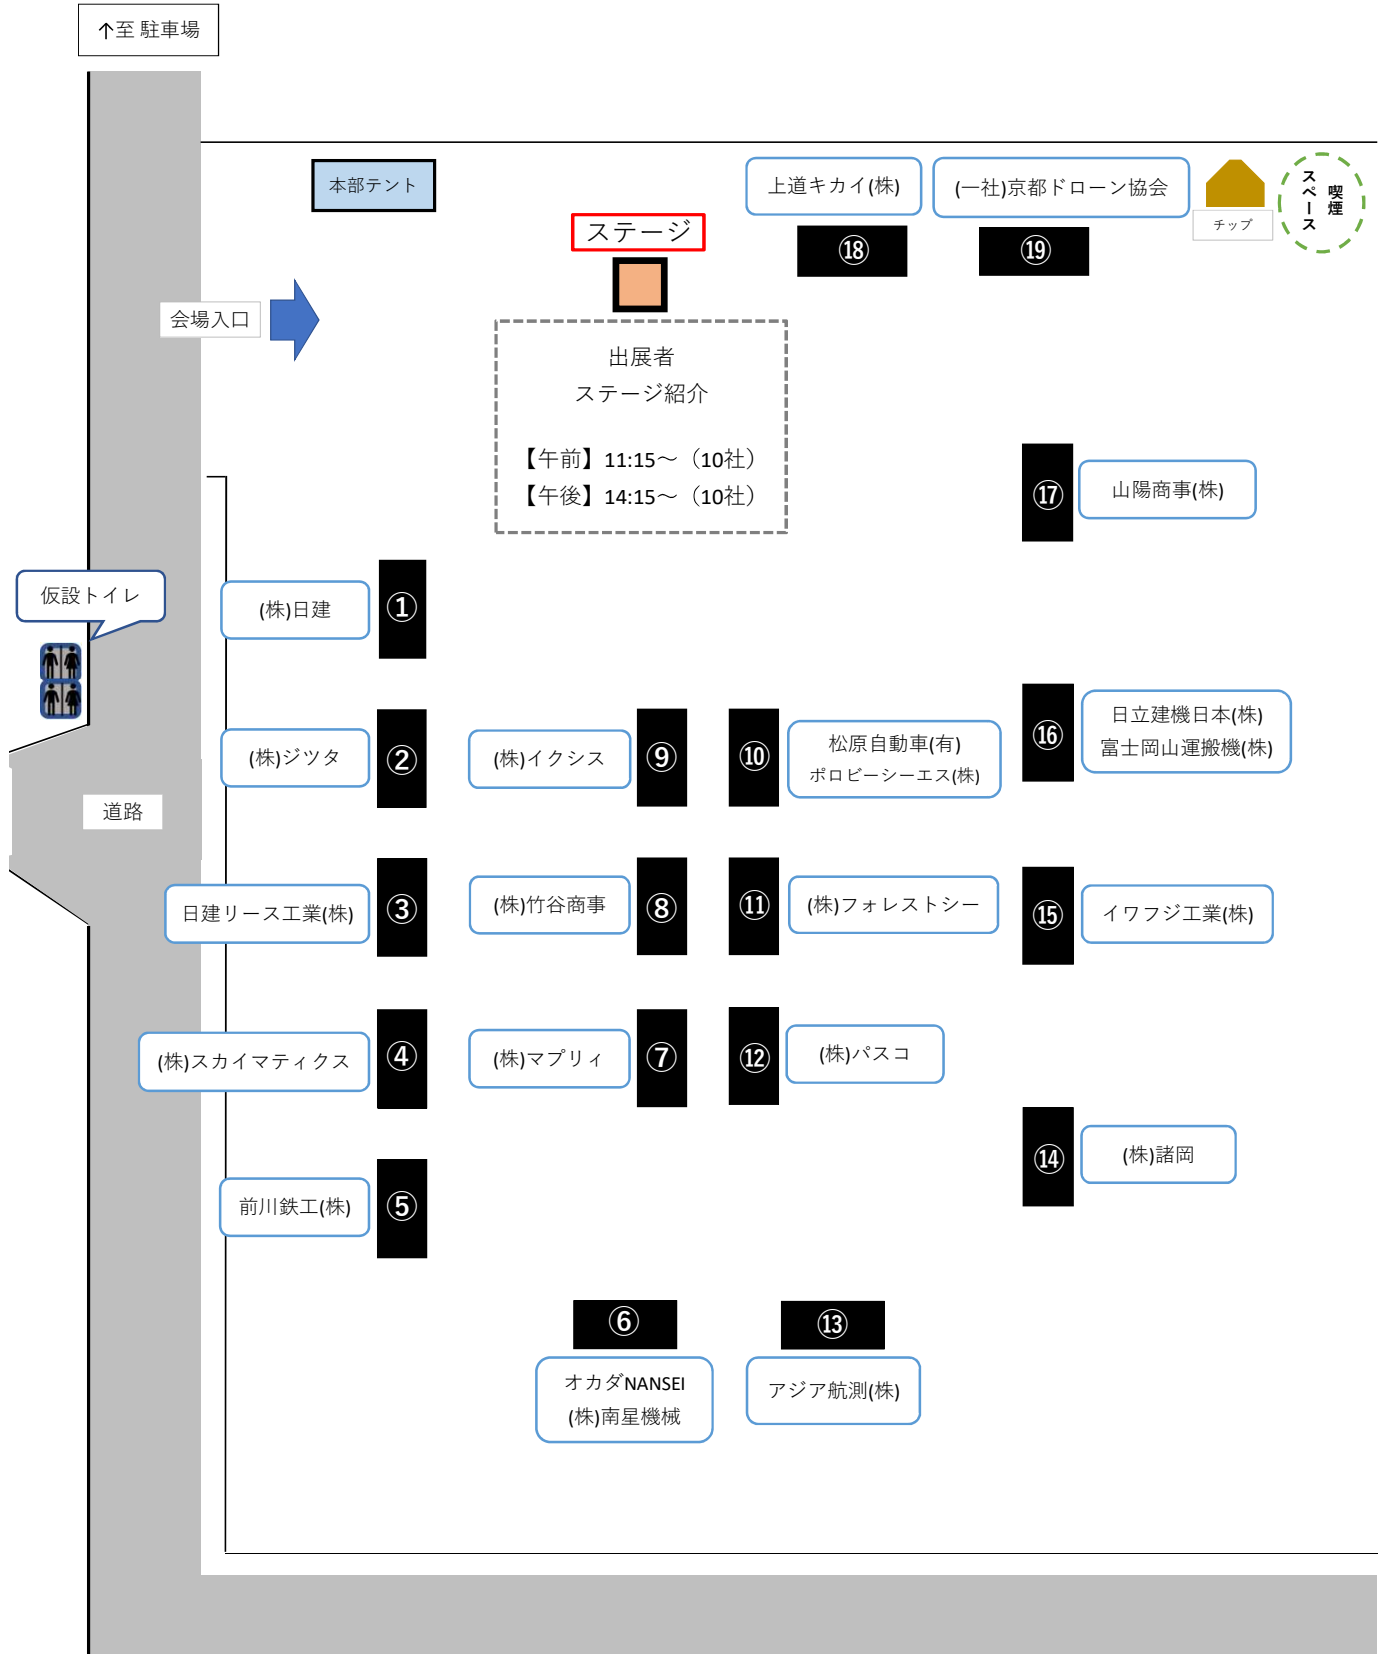 ↑至 駐車場
本部テント
上道キカイ(株)
(一社)京都ドローン協会
チップ
喫煙
スペース
ステージ
⑱
⑲
会場入口
出展者
ステージ紹介
【午前】11:15～（10社）
【午後】14:15～（10社）
⑰
山陽商事(株)
仮設トイレ
(株)日建
①
(株)ジツタ
②
(株)イクシス
⑨
⑩
松原自動車(有)
ポロビーシーエス(株)
⑯
日立建機日本(株)
富士岡山運搬機(株)
道路
日建リース工業(株)
③
(株)竹谷商事
⑧
⑪
(株)フォレストシー
⑮
イワフジ工業(株)
(株)スカイマティクス
④
(株)マプリィ
⑦
⑫
(株)パスコ
⑭
(株)諸岡
前川鉄工(株)
⑤
⑥
オカダNANSEI
(株)南星機械
⑬
アジア航測(株)